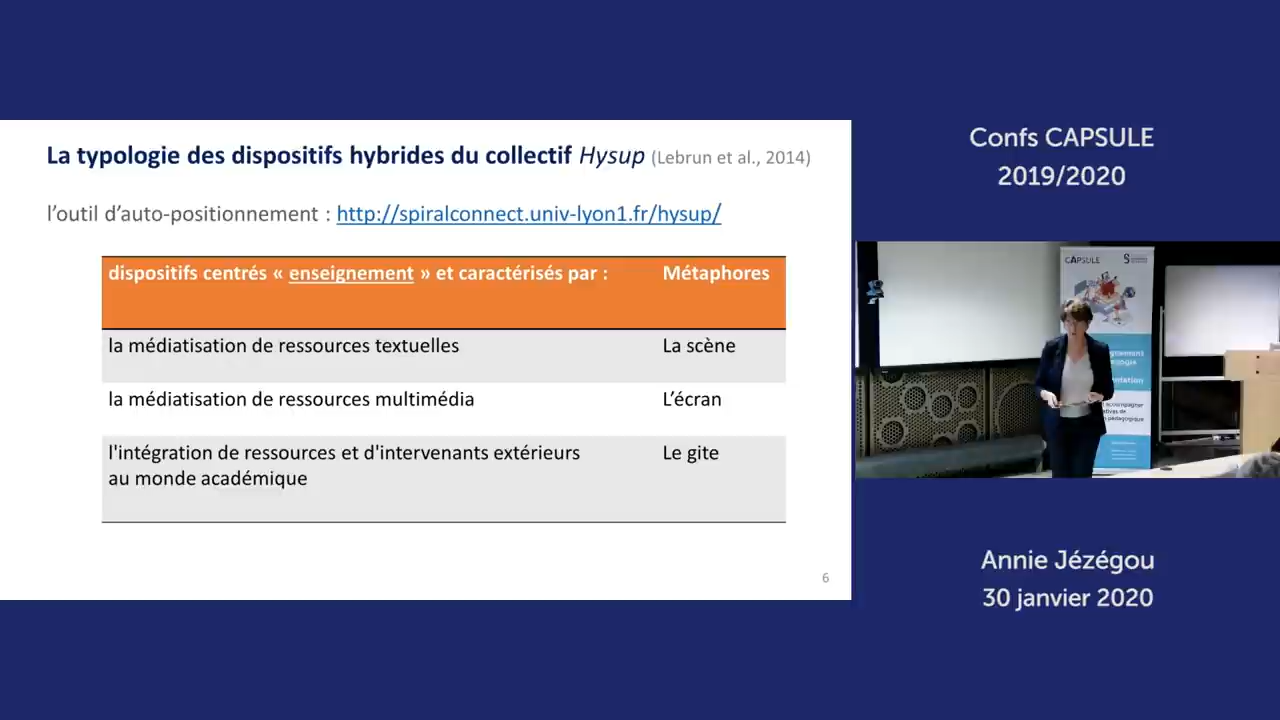 La typologie des dispositifs hybrides du collectif Hysup (Lebrun et al., 2014)
l'outil d'auto-positionnement : http://spiralconnect.univ-lyon1.fr/hysup/
dispositifs centrés « enseignement » et caractérisés par : Métaphores
la médiatisation de ressources textuelles La scène
la médiatisation de ressources multimédia L'écran
l'intégration de ressources et d'intervenants extérieurs Le gite
au monde académique
6
Confs CAPSULE
2019/2020
CAPSULE
Annie Jézégou
30 janvier 2020